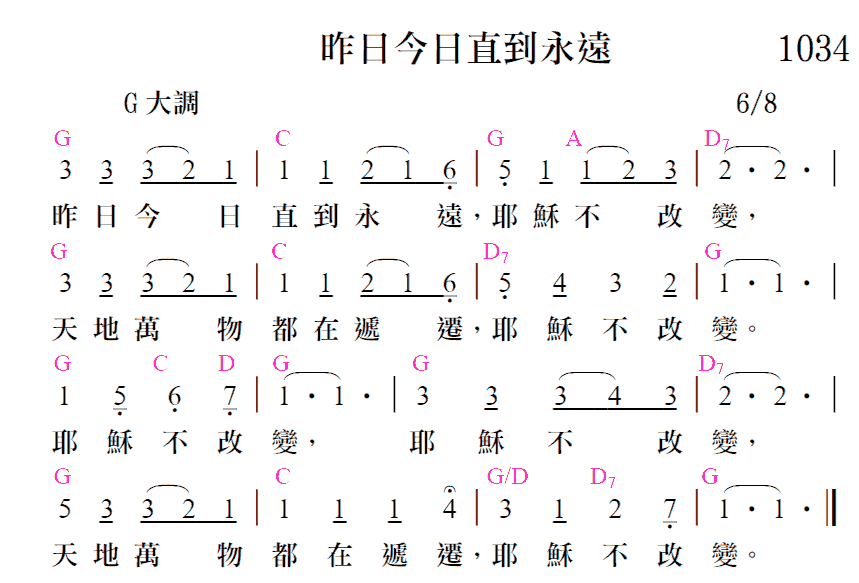 昨日今日直到永遠 1034
G 大調 6/8
G C G A D7
3 3 3 2 1 | 1 1 2 1 6 | 5 1 1 2 3 | 2 · 2 · |
昨日今 日 直到永 遠，耶穌不 改 變，
G C D7 G
3 3 3 2 1 | 1 1 2 1 6 | 5 4 3 2 | 1 · 1 · |
天地萬 物 都在遞 遷，耶穌不改 變。
G C D G G D7
1 5 6 7 | 1 · 1 · | 3 3 3 4 3 | 2 · 2 · |
耶穌不改 變， 耶穌不 改 變，
G C G/D D7 G
5 3 3 2 1 | 1 1 1 4 | 3 1 2 7 | 1 · 1 · ‖
天地萬 物 都在遞遷，耶穌不改 變。